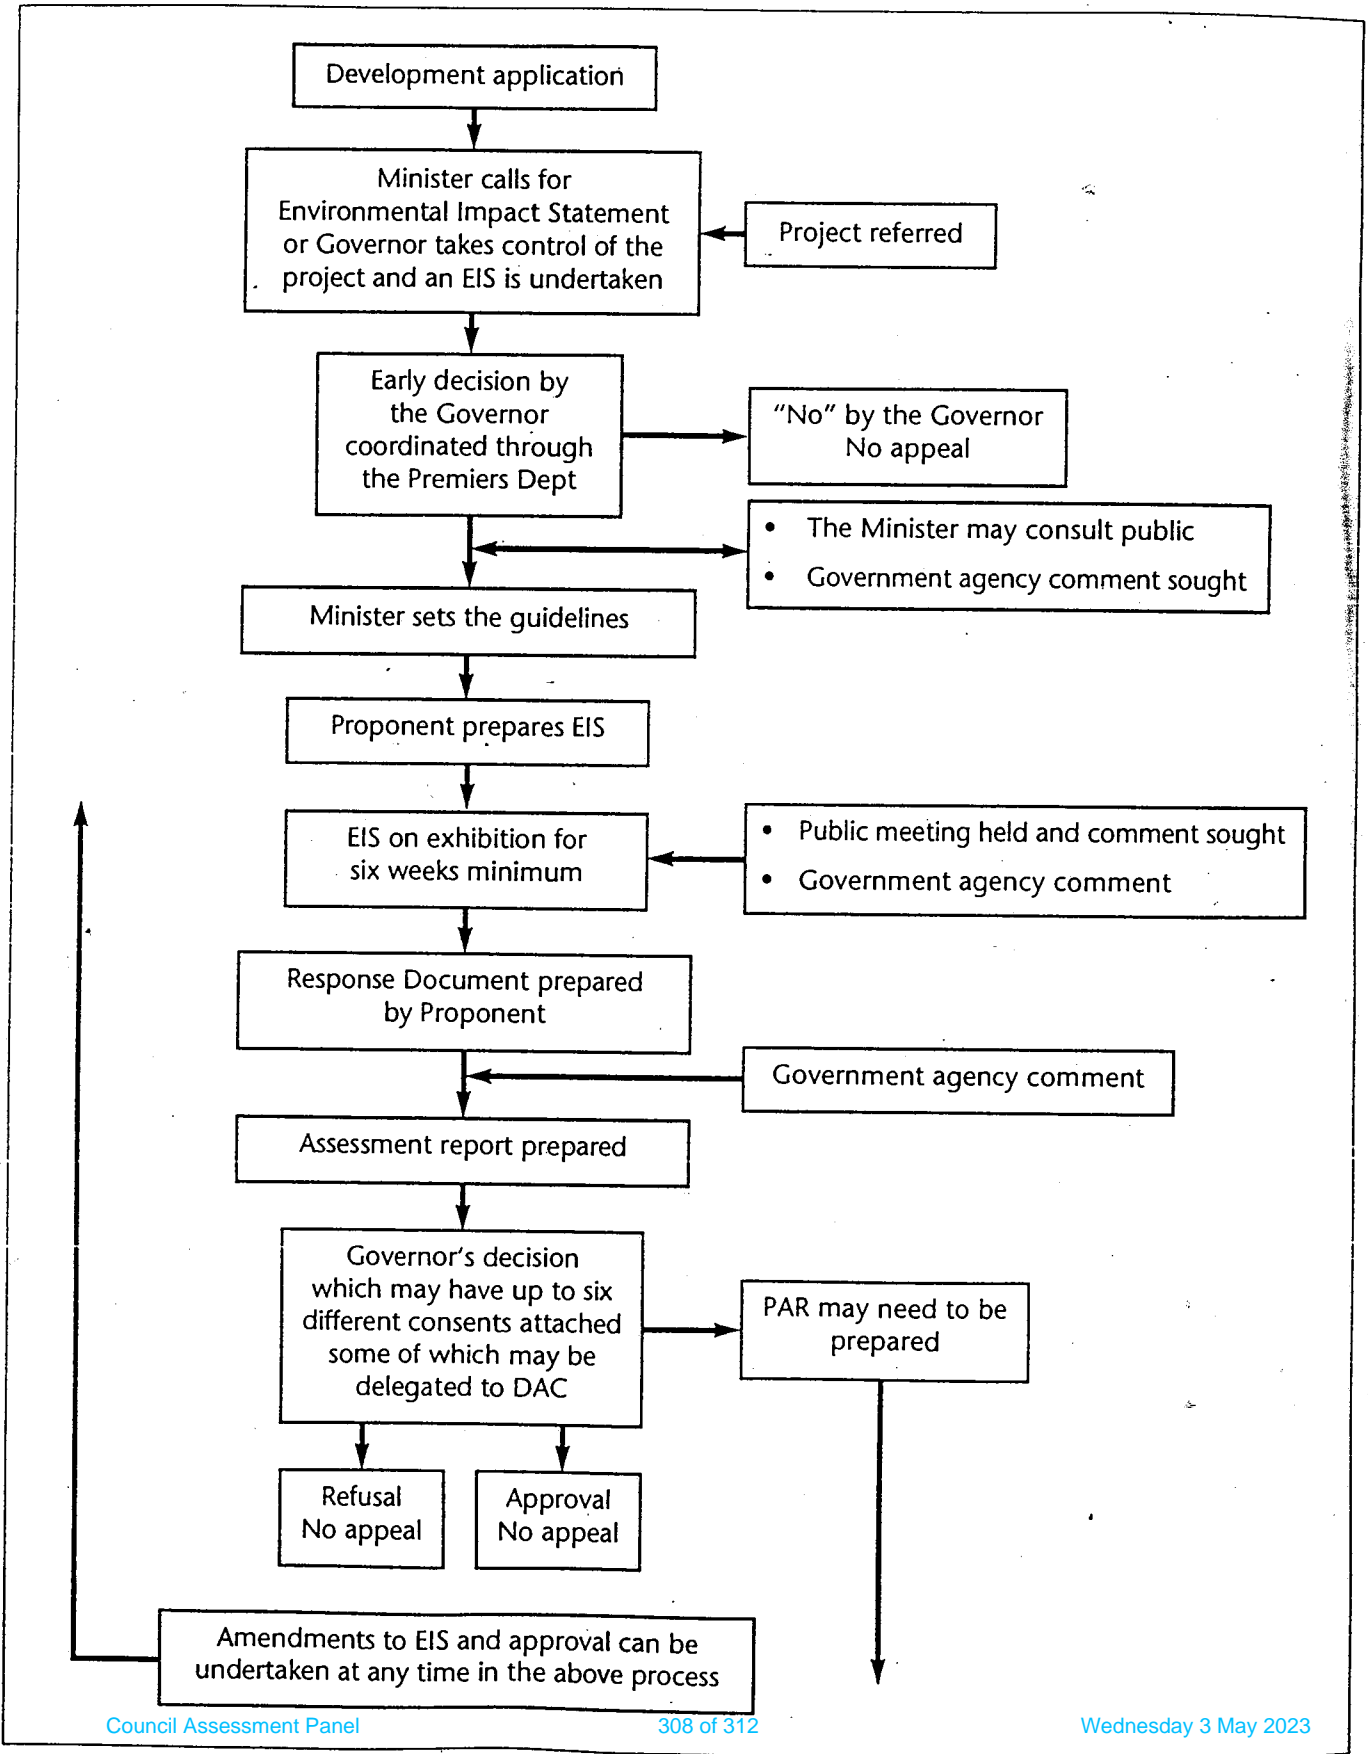 Development application
Minister calls for
Environmental Impact Statement
or Governor takes control of the
project and an EIS is undertaken
Project referred
Early decision by
the Governor
coordinated through
the Premiers Dept
“No” by the Governor
No appeal
• The Minister may consult public
• Government agency comment sought
Minister sets the guidelines
Proponent prepares EIS
EIS on exhibition for
six weeks minimum
• Public meeting held and comment sought
• Government agency comment
Response Document prepared
by Proponent
Government agency comment
Assessment report prepared
Governor's decision
which may have up to six
different consents attached
some of which may be
delegated to DAC
PAR may need to be
prepared
Refusal
No appeal
Approval
No appeal
Amendments to EIS and approval can be
undertaken at any time in the above process
Council Assessment Panel
308 of 312
Wednesday 3 May 2023